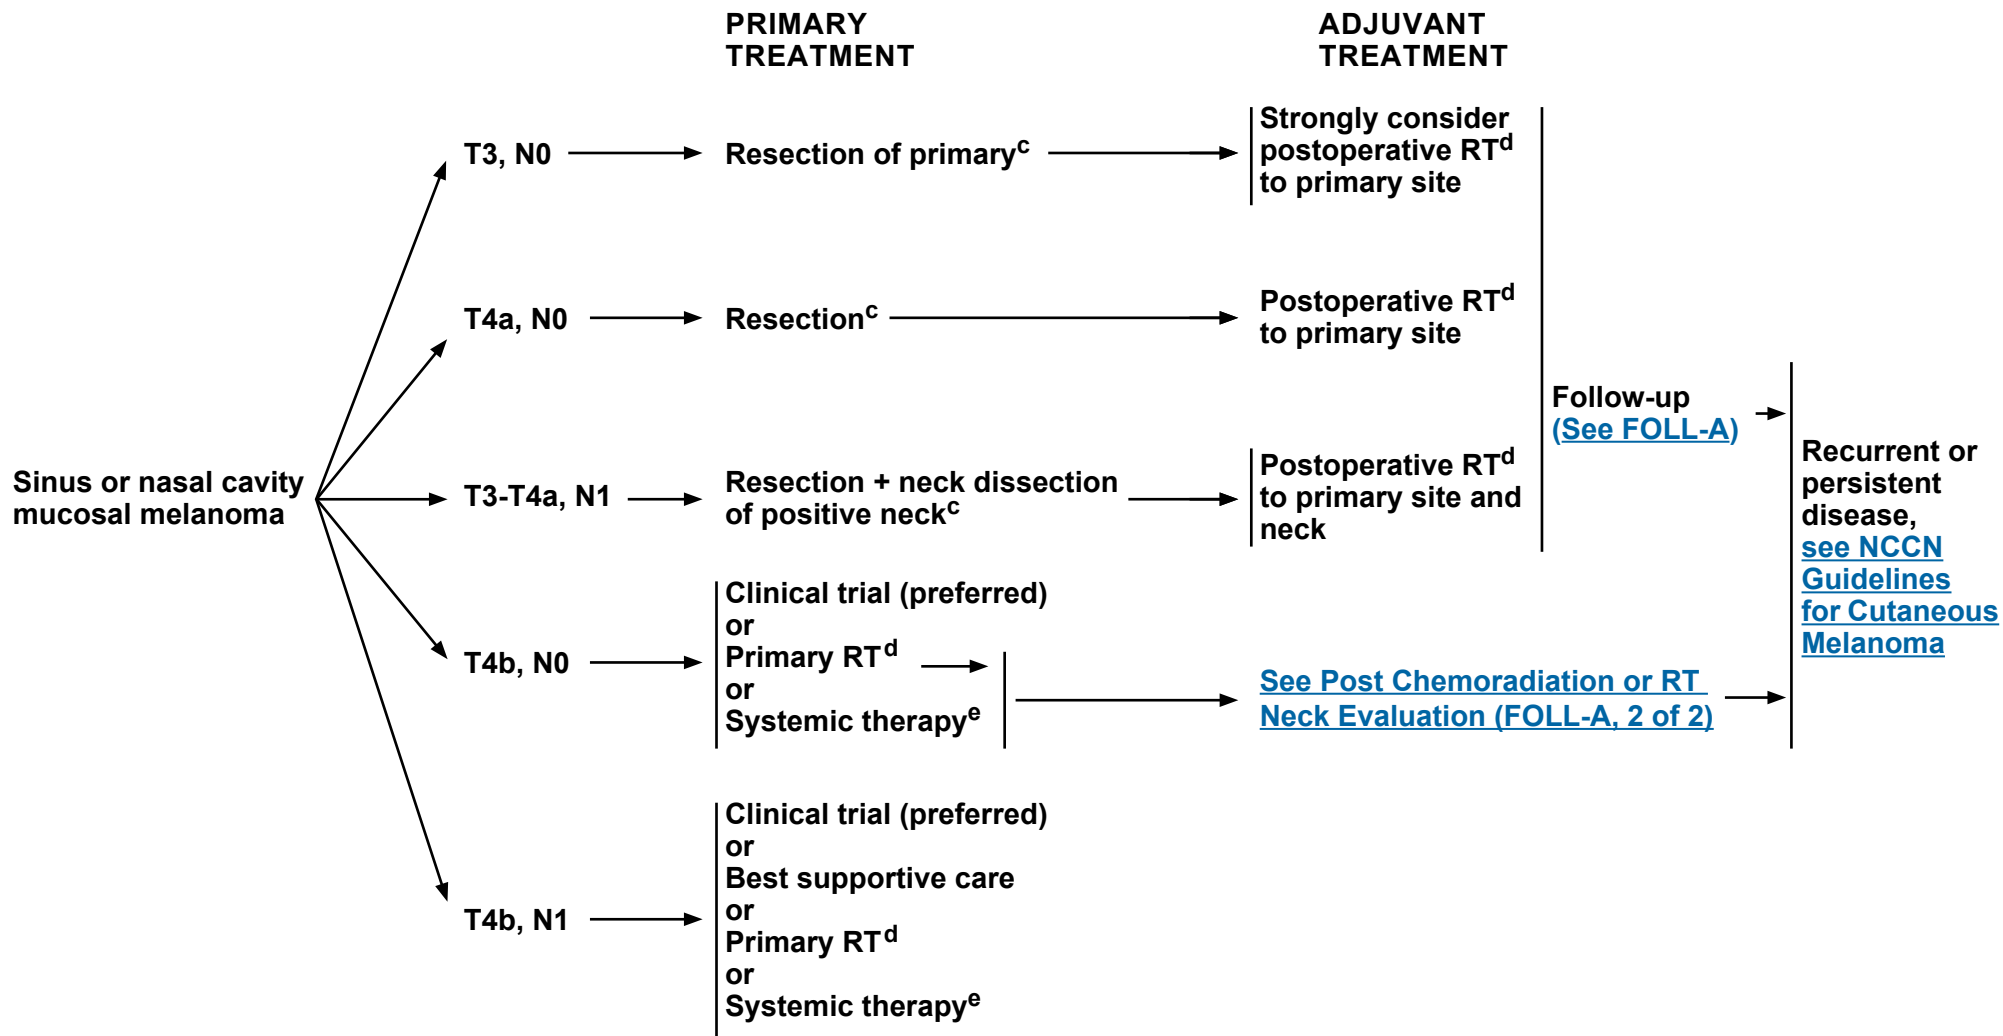 PRIMARY
TREATMENT
ADJUVANT
TREATMENT
Sinus or nasal cavity
mucosal melanoma
T3, N0
Resection of primaryᶜ
Strongly consider
postoperative RTᵈ
to primary site
T4a, N0
Resectionᶜ
Postoperative RTᵈ
to primary site
T3-T4a, N1
Resection + neck dissection
of positive neckᶜ
Postoperative RTᵈ
to primary site and
neck
Follow-up
(See FOLL-A)
T4b, N0
Clinical trial (preferred)
or
Primary RTᵈ
or
Systemic therapyᵉ
See Post Chemoradiation or RT
Neck Evaluation (FOLL-A, 2 of 2)
Recurrent or
persistent
disease,
see NCCN
Guidelines
for Cutaneous
Melanoma
T4b, N1
Clinical trial (preferred)
or
Best supportive care
or
Primary RTᵈ
or
Systemic therapyᵉ